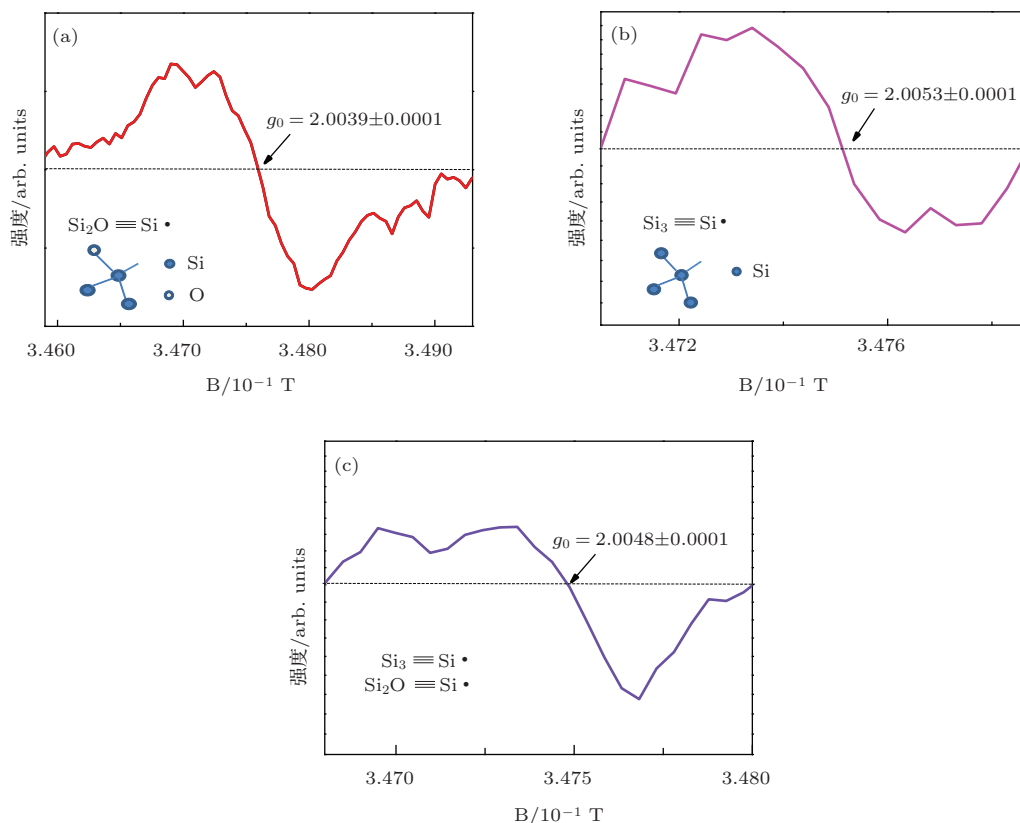 (a)
g₀ = 2.0039±0.0001
强度/arb. units
Si₂O ≡ Si •
Si
O
3.460 3.470 3.480 3.490
B/10⁻¹ T
(b)
g₀ = 2.0053±0.0001
强度/arb. units
Si₃ ≡ Si •
Si
3.472 3.476
B/10⁻¹ T
(c)
g₀ = 2.0048±0.0001
强度/arb. units
Si₃ ≡ Si •
Si₂O ≡ Si •
3.470 3.475 3.480
B/10⁻¹ T